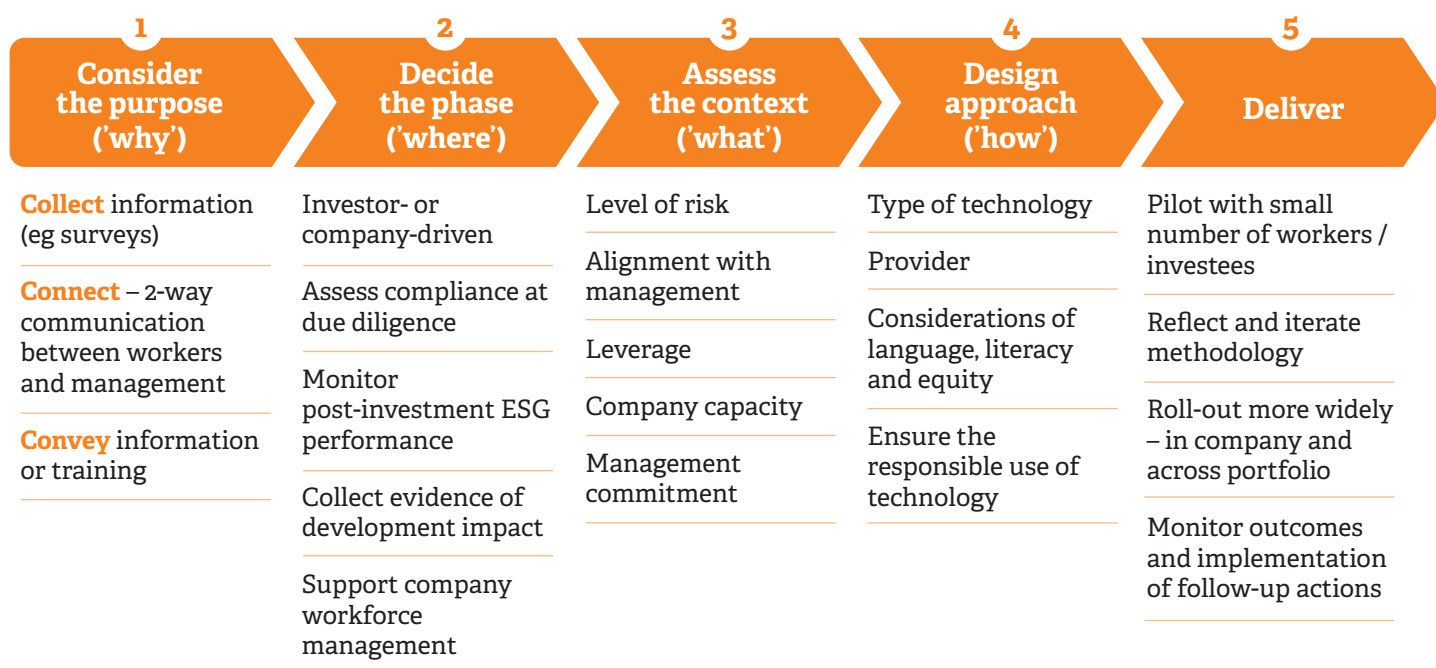 1
Consider
the purpose
('why')
Collect information
(eg surveys)
Connect – 2-way
communication
between workers
and management
Convey information
or training
2
Decide
the phase
('where')
Investor- or
company-driven
Assess compliance at
due diligence
Monitor
post-investment ESG
performance
Collect evidence of
development impact
Support company
workforce
management
3
Assess
the context
('what')
Level of risk
Alignment with
management
Leverage
Company capacity
Management
commitment
4
Design
approach
('how')
Type of technology
Provider
Considerations of
language, literacy
and equity
Ensure the
responsible use of
technology
5
Deliver
Pilot with small
number of workers /
investees
Reflect and iterate
methodology
Roll-out more widely
– in company and
across portfolio
Monitor outcomes
and implementation
of follow-up actions